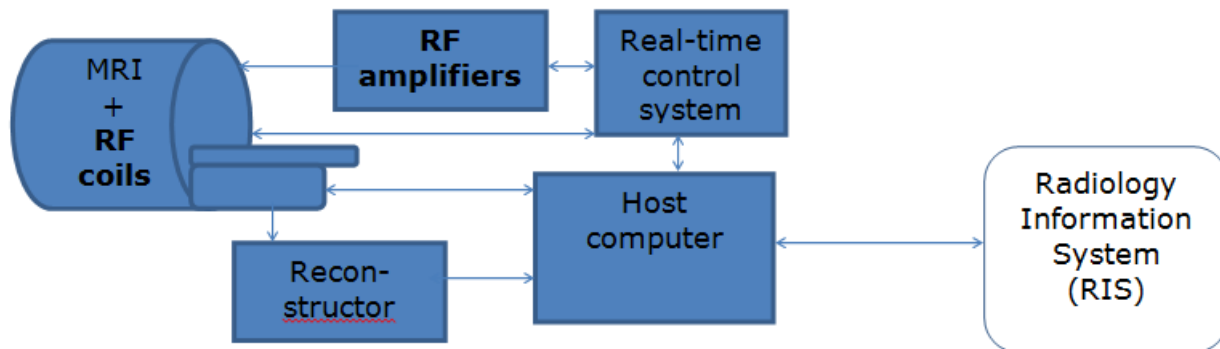 MRI
+
RF
coils
RF
amplifiers
Real-time
control
system
Host
computer
Recon-
structor
Radiology
Information
System
(RIS)